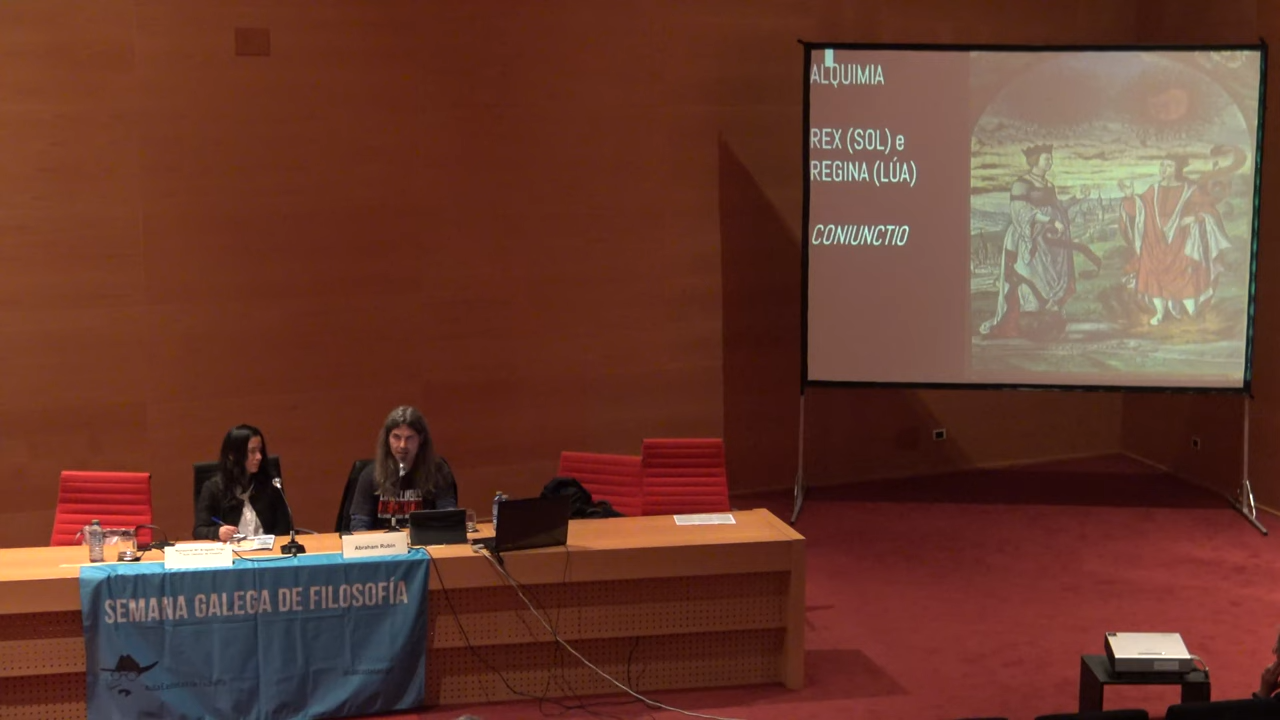 ALQUIMIA
REX (SOL) e
REGINA (LÚA)
CONIUNCTIO
Abraham Rubín
SEMANA GALEGA DE FILOSOFÍA